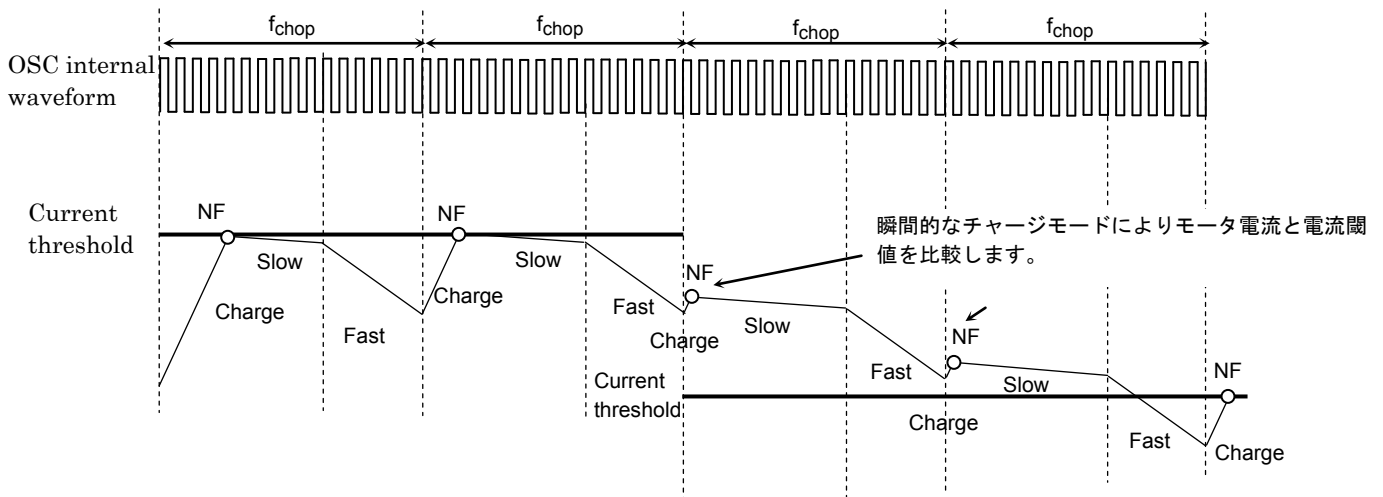 fchop
fchop
fchop
fchop
OSC internal
waveform
Current
threshold
NF
NF
瞬間的なチャージモードによりモータ電流と電流閾
値を比較します。
Slow
Slow
NF
Charge
Charge
Fast
Fast
Charge
Slow
NF
Fast
Slow
NF
Current
threshold
Charge
Fast
Charge